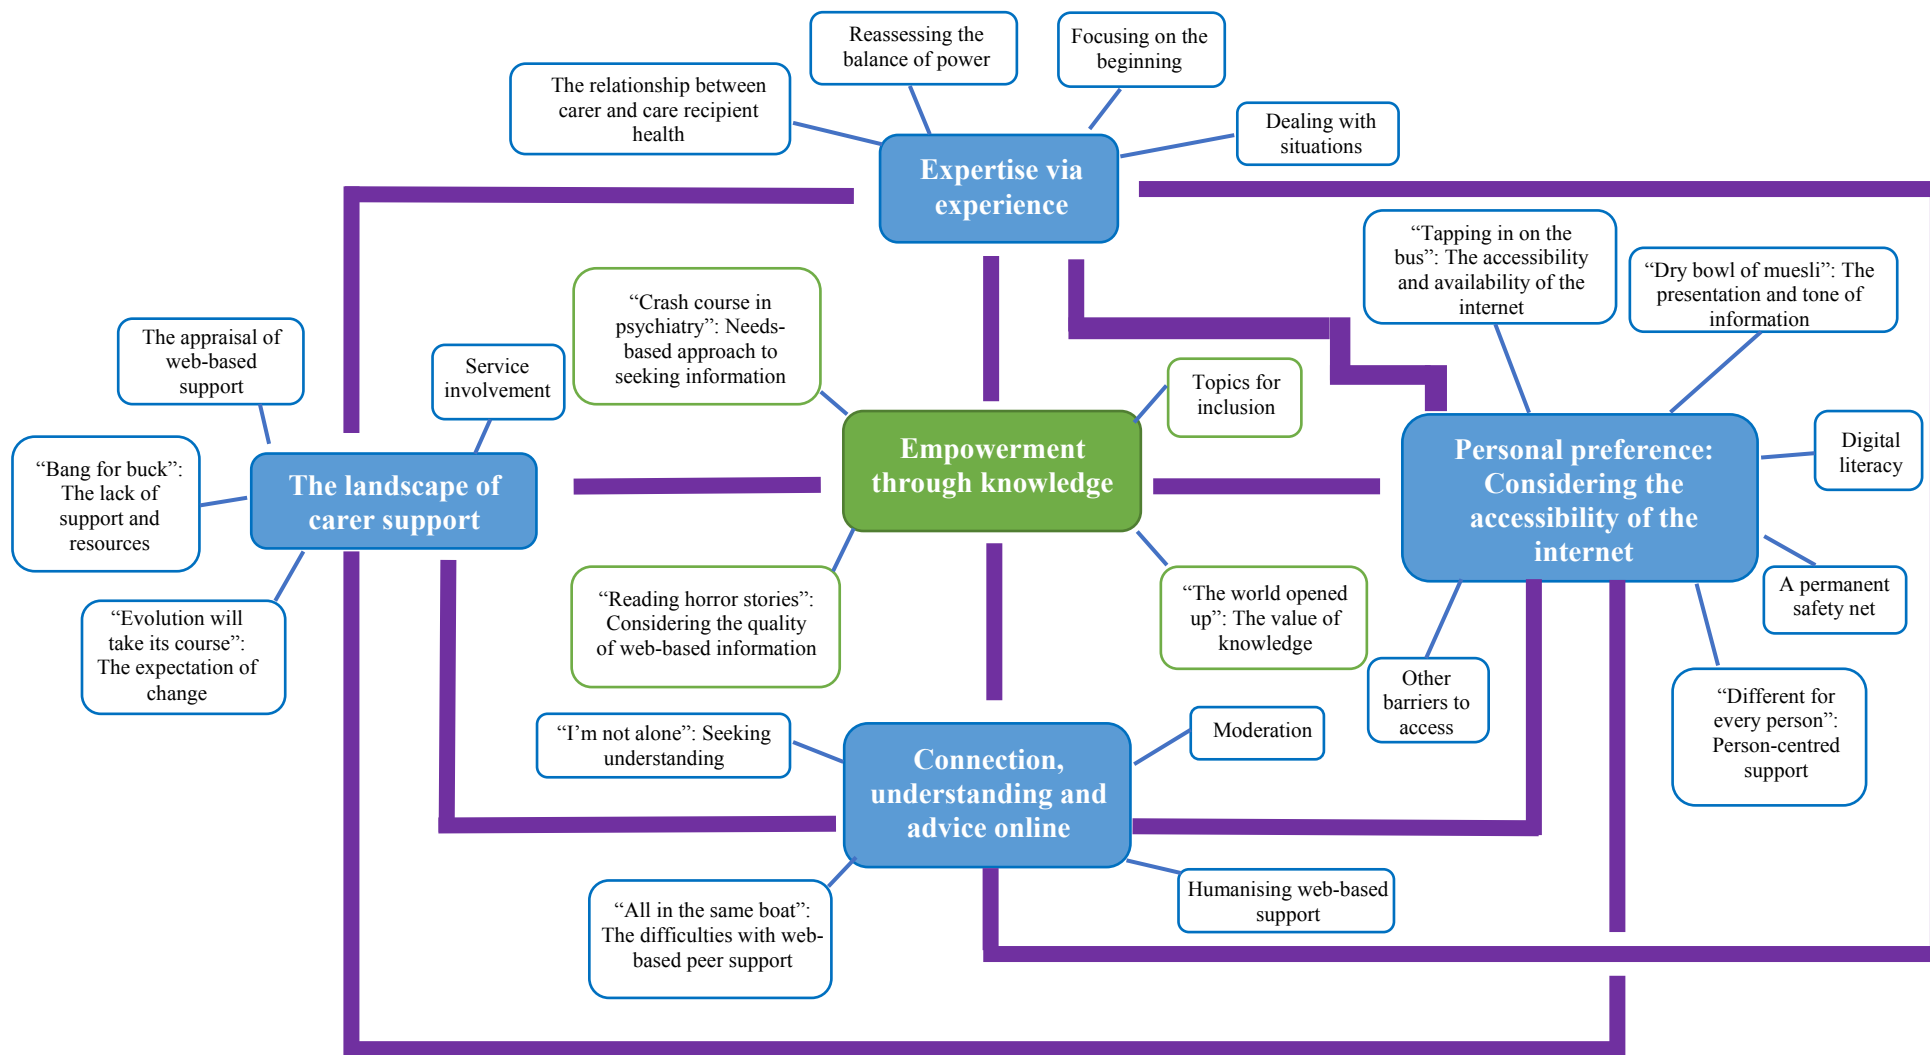 Reassessing the
balance of power
Focusing on the
beginning
The relationship between
carer and care recipient
health
Dealing with
situations
Expertise via
experience
“Tapping in on the
bus”: The accessibility
and availability of the
internet
“Dry bowl of muesli”: The
presentation and tone of
information
“Crash course in
psychiatry”: Needs-
based approach to
seeking information
The appraisal of
web-based
support
Service
involvement
Topics for
inclusion
“Bang for buck”:
The lack of
support and
resources
The landscape of
carer support
Empowerment
through knowledge
Personal preference:
Considering the
accessibility of the
internet
Digital
literacy
“Evolution will
take its course”:
The expectation of
change
“Reading horror stories”:
Considering the quality
of web-based information
“The world opened
up”: The value of
knowledge
A permanent
safety net
Other
barriers to
access
“Different for
every person”:
Person-centred
support
“I’m not alone”: Seeking
understanding
Moderation
Connection,
understanding and
advice online
“All in the same boat”:
The difficulties with web-
based peer support
Humanising web-based
support